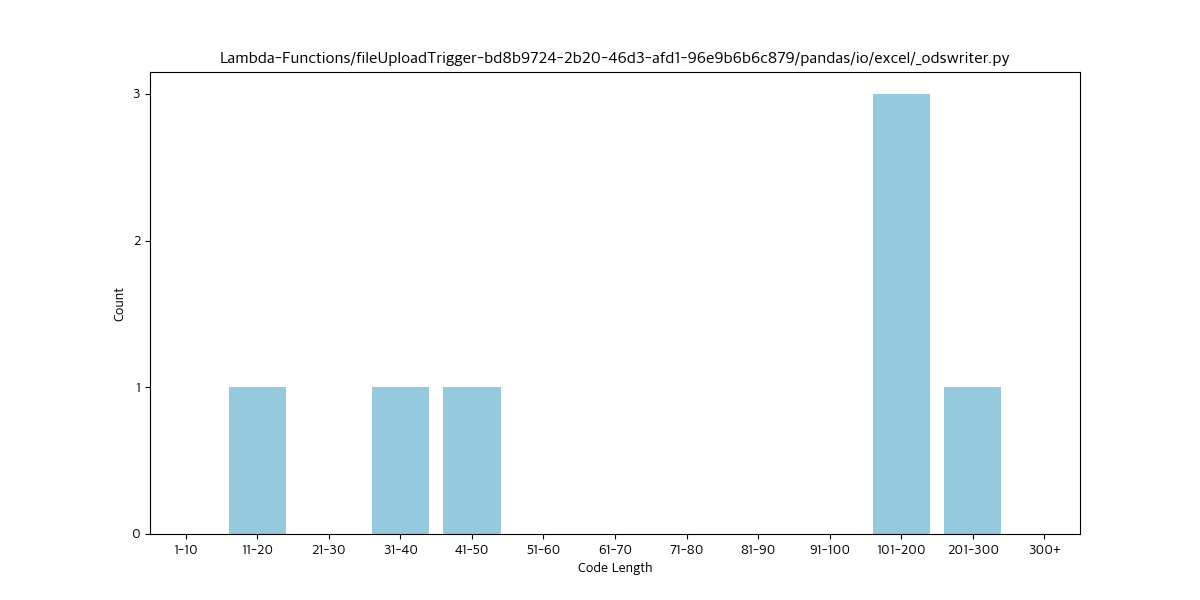 Lambda-Functions/fileUploadTrigger-bd8b9724-2b20-46d3-afd1-96e9b6b6c879/pandas/io/excel/_odswriter.py
3
2
1
0
Count
1-10 11-20 21-30 31-40 41-50 51-60 61-70 71-80 81-90 91-100 101-200 201-300 300+
Code Length